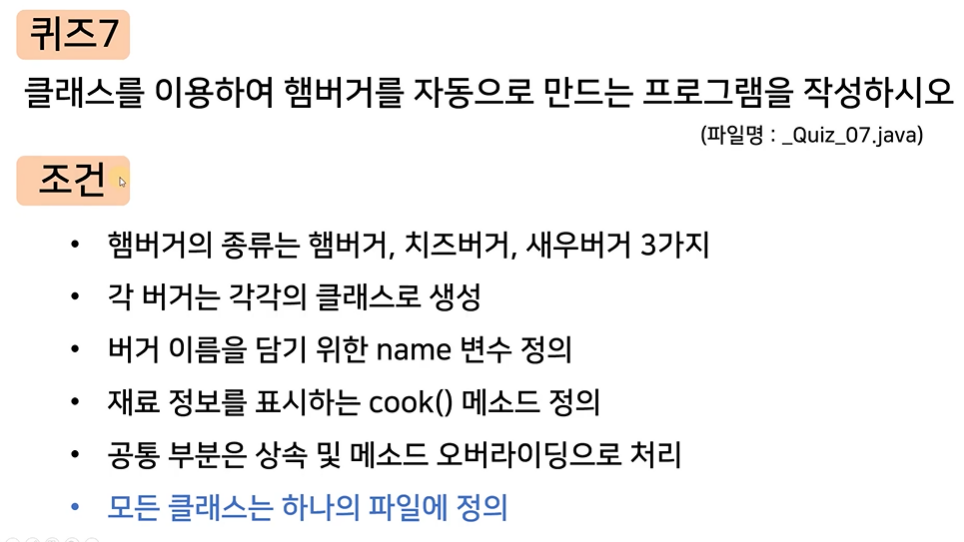 퀴즈7
클래스를 이용하여 햄버거를 자동으로 만드는 프로그램을 작성하시오
(파일명 : _Quiz_07.java)
조건
• 햄버거의 종류는 햄버거, 치즈버거, 새우버거 3가지
• 각 버거는 각각의 클래스로 생성
• 버거 이름을 담기 위한 name 변수 정의
• 재료 정보를 표시하는 cook() 메소드 정의
• 공통 부분은 상속 및 메소드 오버라이딩으로 처리
• 모든 클래스는 하나의 파일에 정의